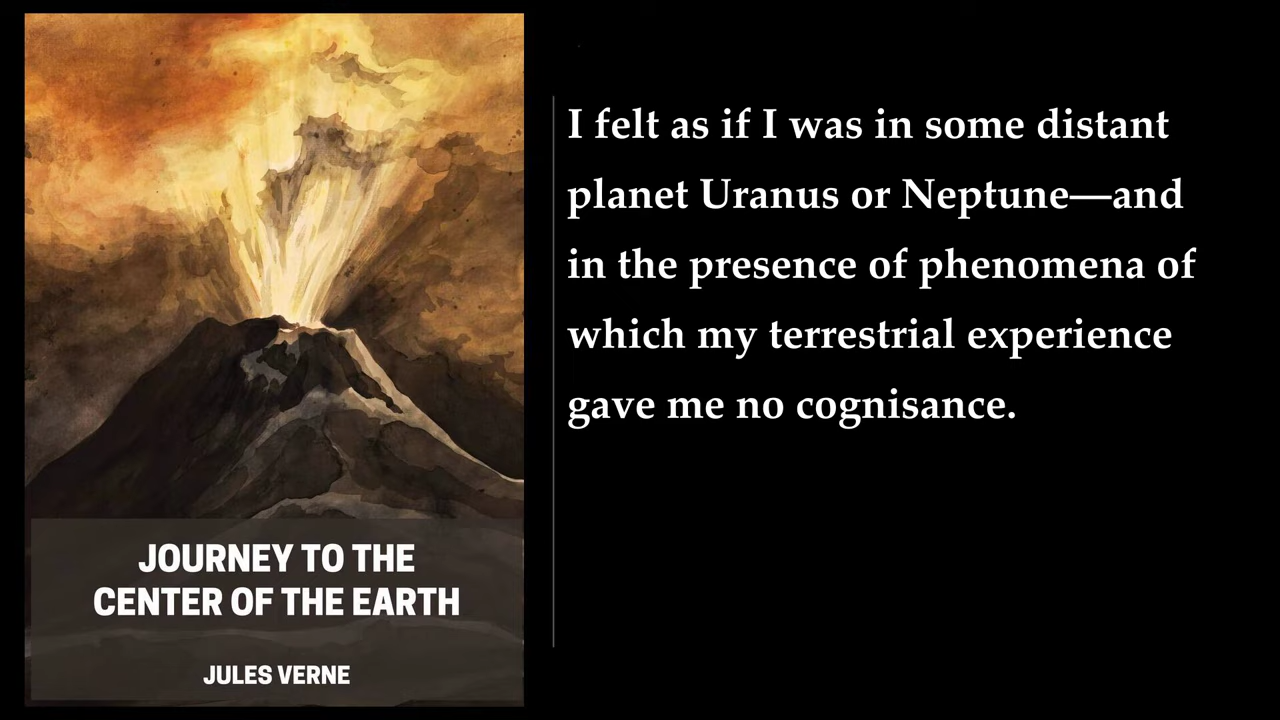 JOURNEY TO THE
CENTER OF THE EARTH
JULES VERNE
I felt as if I was in some distant
planet Uranus or Neptune—and
in the presence of phenomena of
which my terrestrial experience
gave me no cognisance.